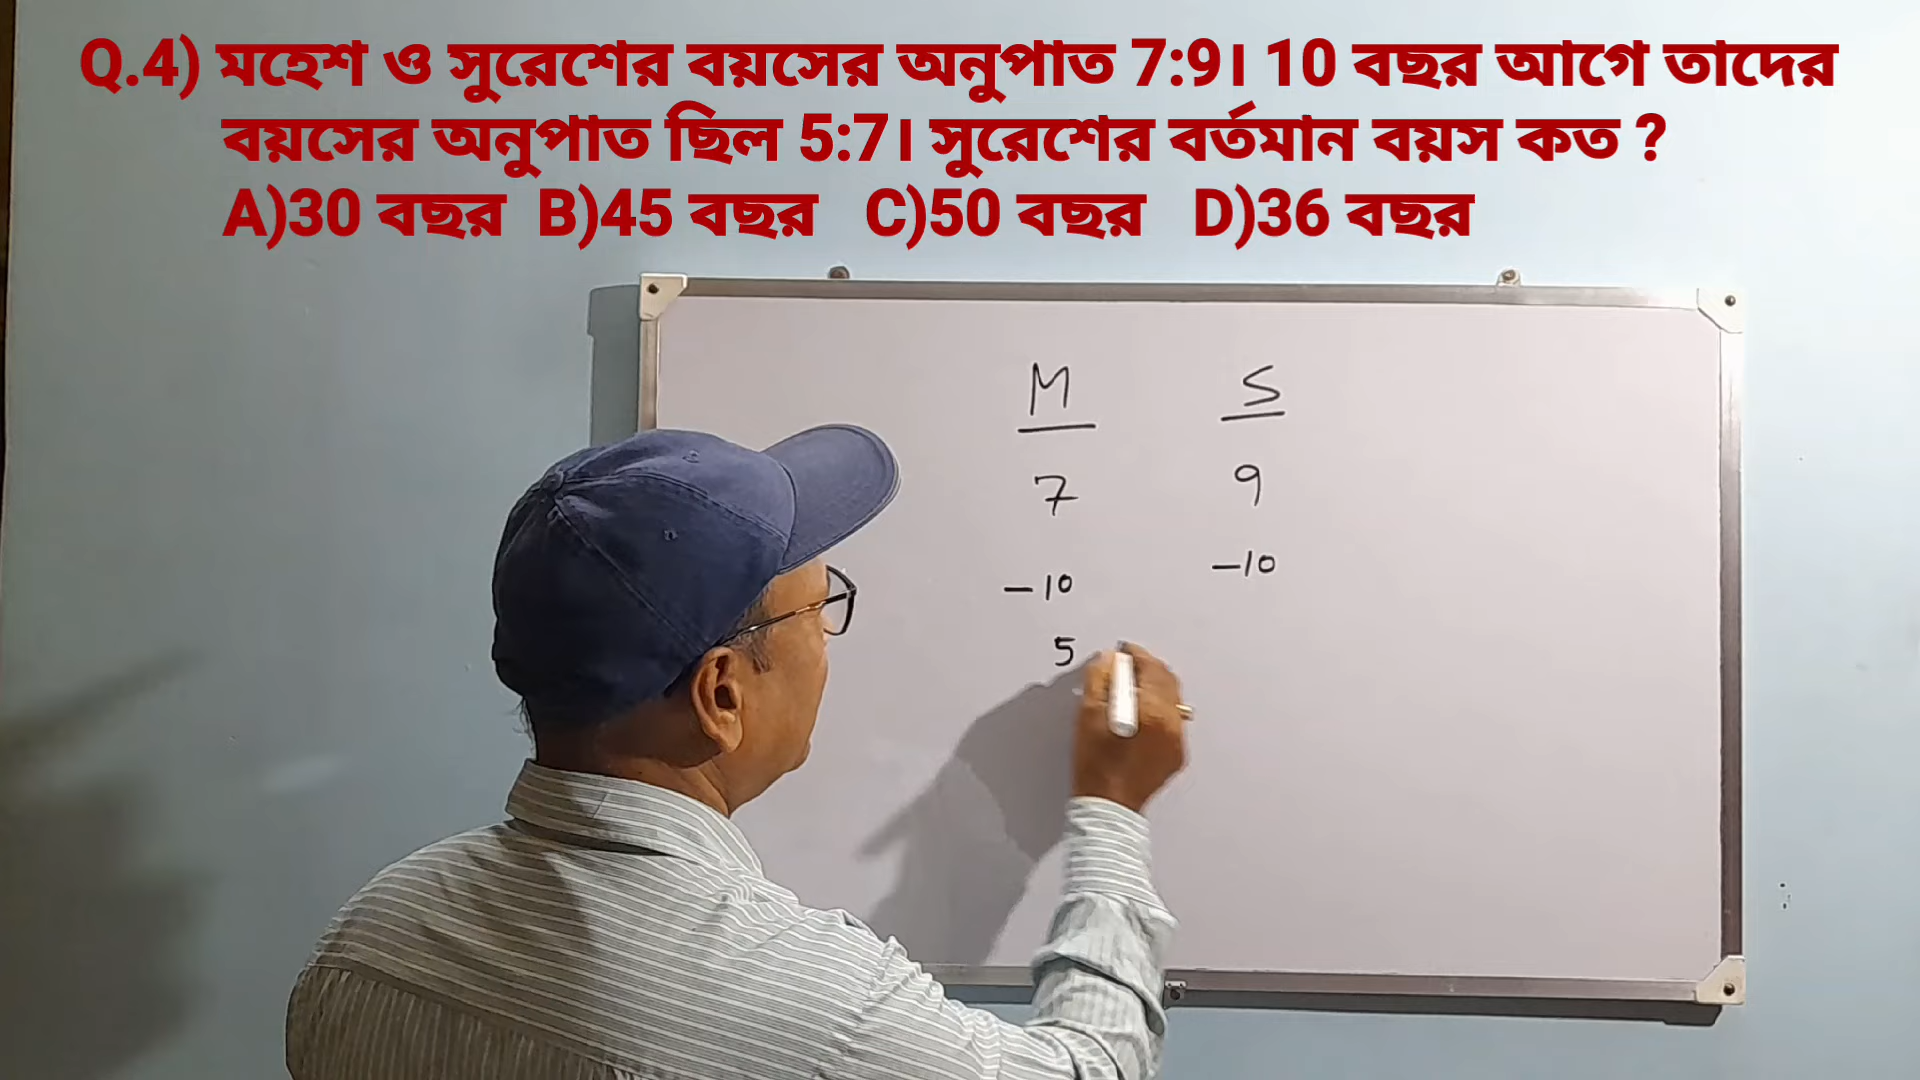 Q.4) মহেশ ও সুরেশের বয়সের অনুপাত 7:9। 10 বছর আগে তাদের
বয়সের অনুপাত ছিল 5:7। সুরেশের বর্তমান বয়স কত ?
A)30 বছর B)45 বছর C)50 বছর D)36 বছর
M S
7 9
-10 -10
5